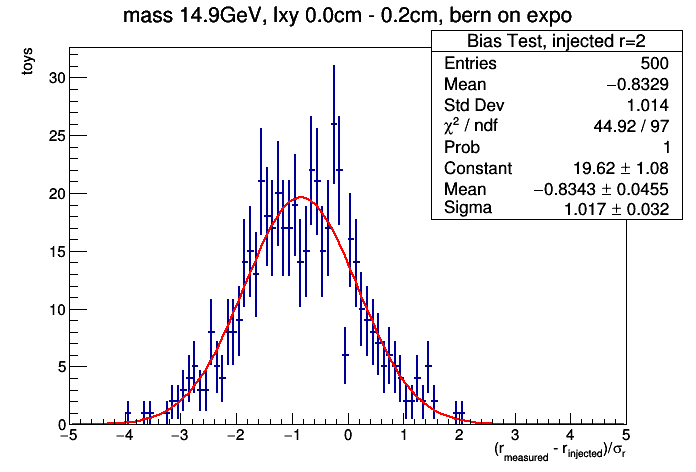 mass 14.9GeV, lxy 0.0cm - 0.2cm, bern on expo
Bias Test, injected r=2
Entries 500
Mean −0.8329
Std Dev 1.014
χ² / ndf 44.92 / 97
Prob 1
Constant 19.62 ± 1.08
Mean −0.8343 ± 0.0455
Sigma 1.017 ± 0.032
toys
30
25
20
15
10
5
0
−5 −4 −3 −2 −1 0 1 2 3 4 5
(r_measured - r_injected)/σ_r